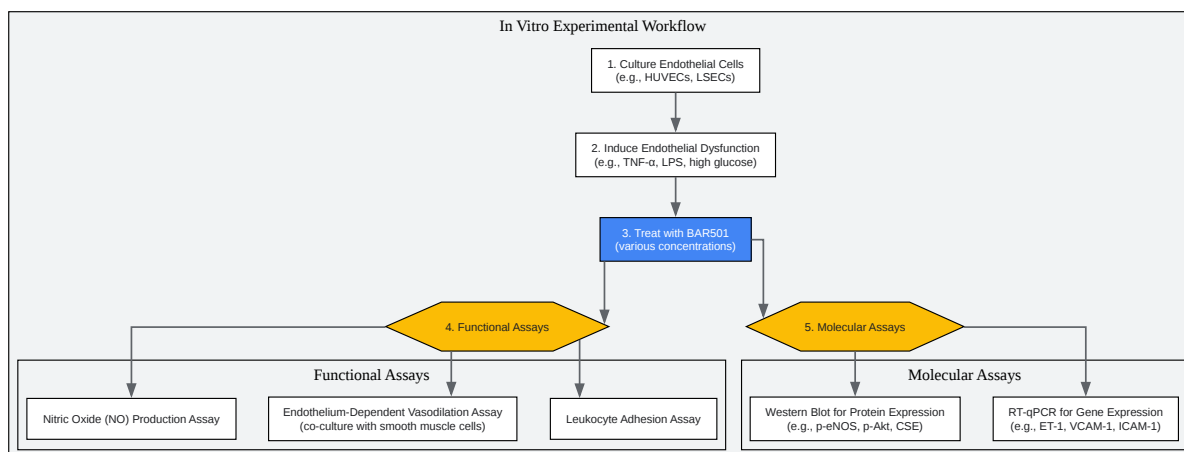 In Vitro Experimental Workflow
1. Culture Endothelial Cells
(e.g., HUVECs, LSECs)
2. Induce Endothelial Dysfunction
(e.g., TNF-α, LPS, high glucose)
3. Treat with BAR501
(various concentrations)
4. Functional Assays
5. Molecular Assays
Functional Assays
Molecular Assays
Nitric Oxide (NO) Production Assay
Endothelium-Dependent Vasodilation Assay
(co-culture with smooth muscle cells)
Leukocyte Adhesion Assay
Western Blot for Protein Expression
(e.g., p-eNOS, p-Akt, CSE)
RT-qPCR for Gene Expression
(e.g., ET-1, VCAM-1, ICAM-1)